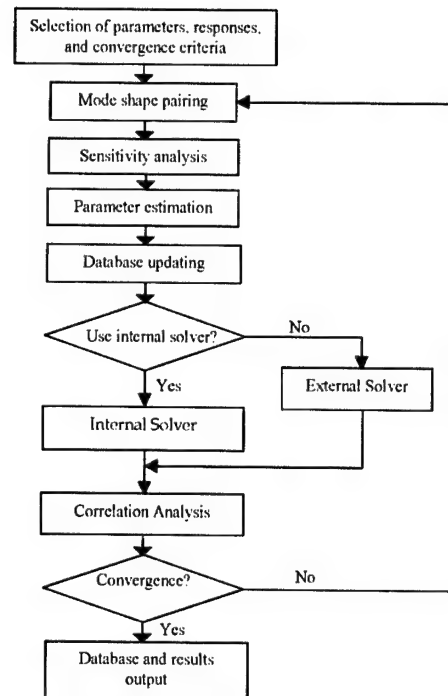 Selection of parameters, responses,
and convergence criteria
Mode shape pairing
Sensitivity analysis
Parameter estimation
Database updating
Use internal solver?
No
Yes
External Solver
Internal Solver
Correlation Analysis
Convergence?
No
Yes
Database and results
output